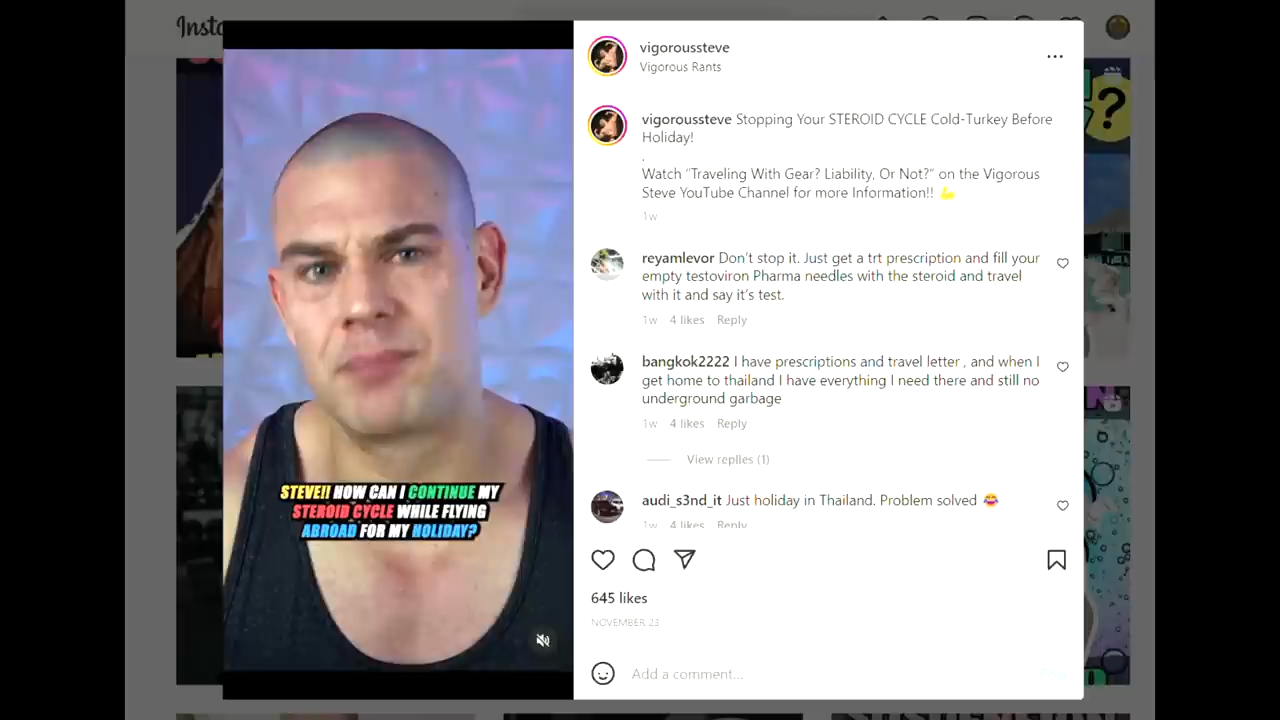 Insta
vigoroussteve
Vigorous Rants
vigoroussteve Stopping Your STEROID CYCLE Cold-Turkey Before
Holiday!
.
Watch “Traveling With Gear? Liability, Or Not?” on the Vigorous
Steve YouTube Channel for more Information!! 💪
1w
reyamlevor Don’t stop it. Just get a trt prescription and fill your
empty testoviron Pharma needles with the steroid and travel
with it and say it’s test.
1w 4 likes Reply
bangkok2222 I have prescriptions and travel letter , and when I
get home to thailand I have everything I need there and still no
underground garbage
1w 4 likes Reply
View replies (1)
audi_s3nd_it Just holiday in Thailand. Problem solved 😂
1w 4 likes Reply
645 likes
NOVEMBER 23
Add a comment...
STEVE!! HOW CAN I CONTINUE MY
STEROID CYCLE WHILE FLYING
ABROAD FOR MY HOLIDAY?